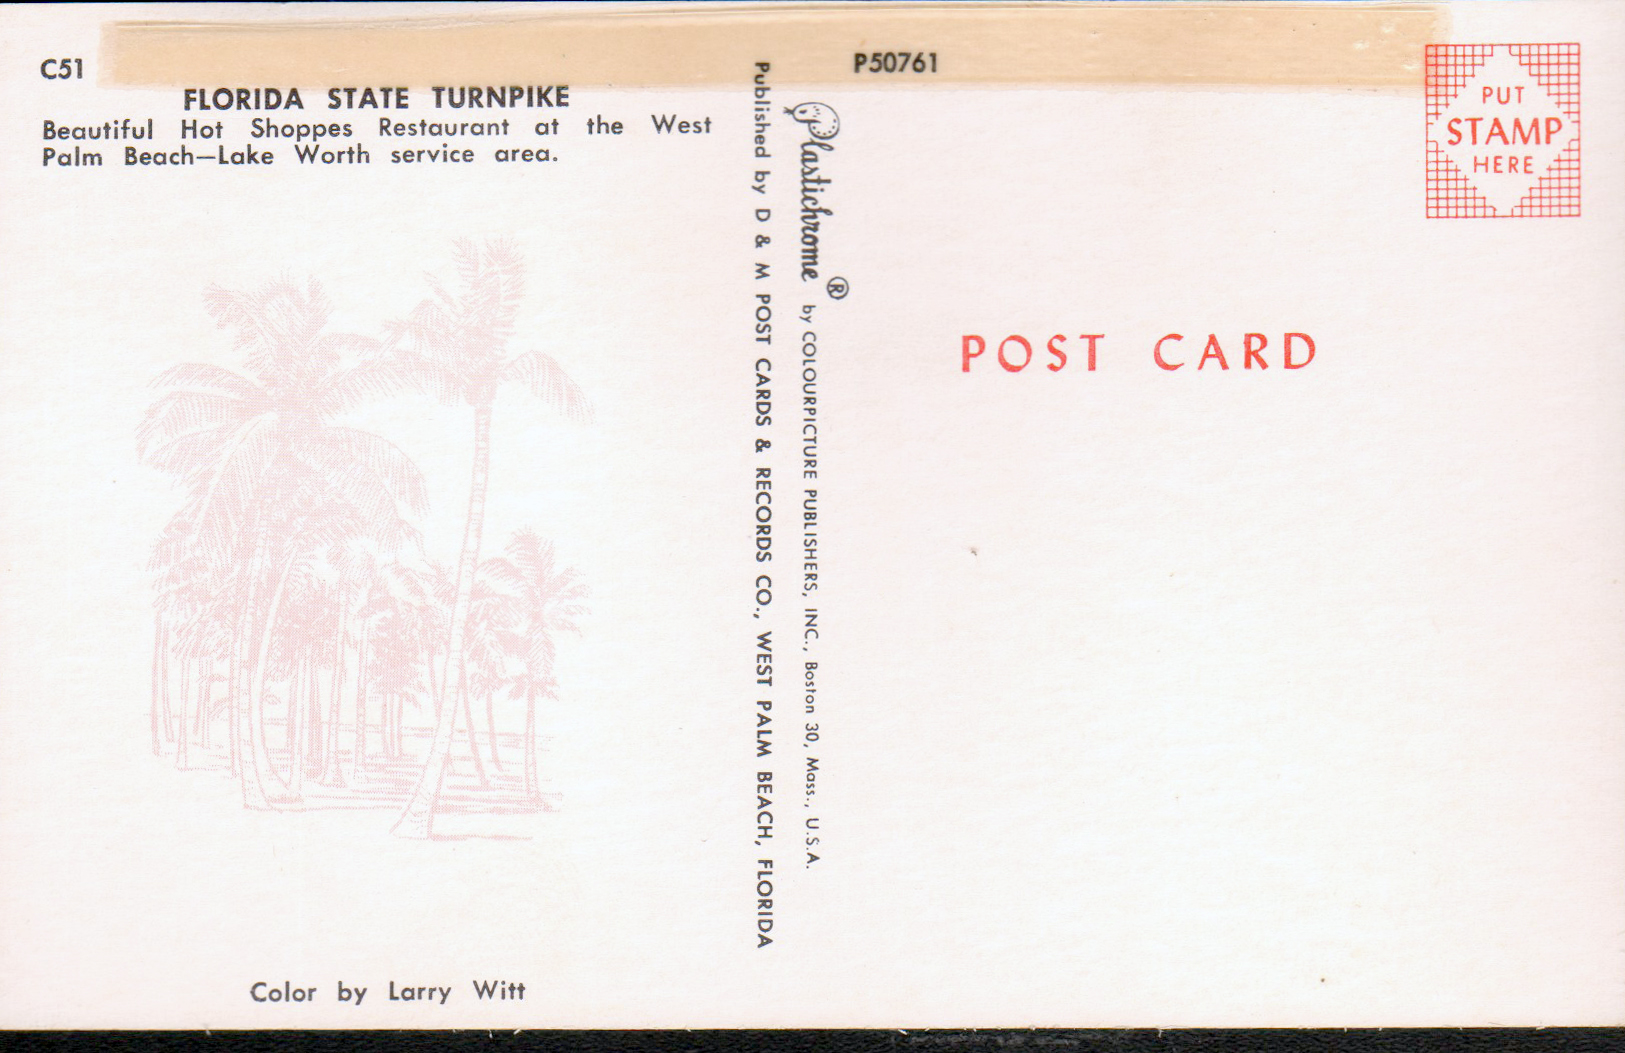 C51
FLORIDA STATE TURNPIKE
Beautiful Hot Shoppes Restaurant at the West
Palm Beach—Lake Worth service area.
Color by Larry Witt
Published by D & M POST CARDS & RECORDS CO., WEST PALM BEACH, FLORIDA
Plastichrome ® by COLOURPICTURE PUBLISHERS, INC., Boston 30, Mass., U.S.A.
P50761
PUT
STAMP
HERE
POST CARD